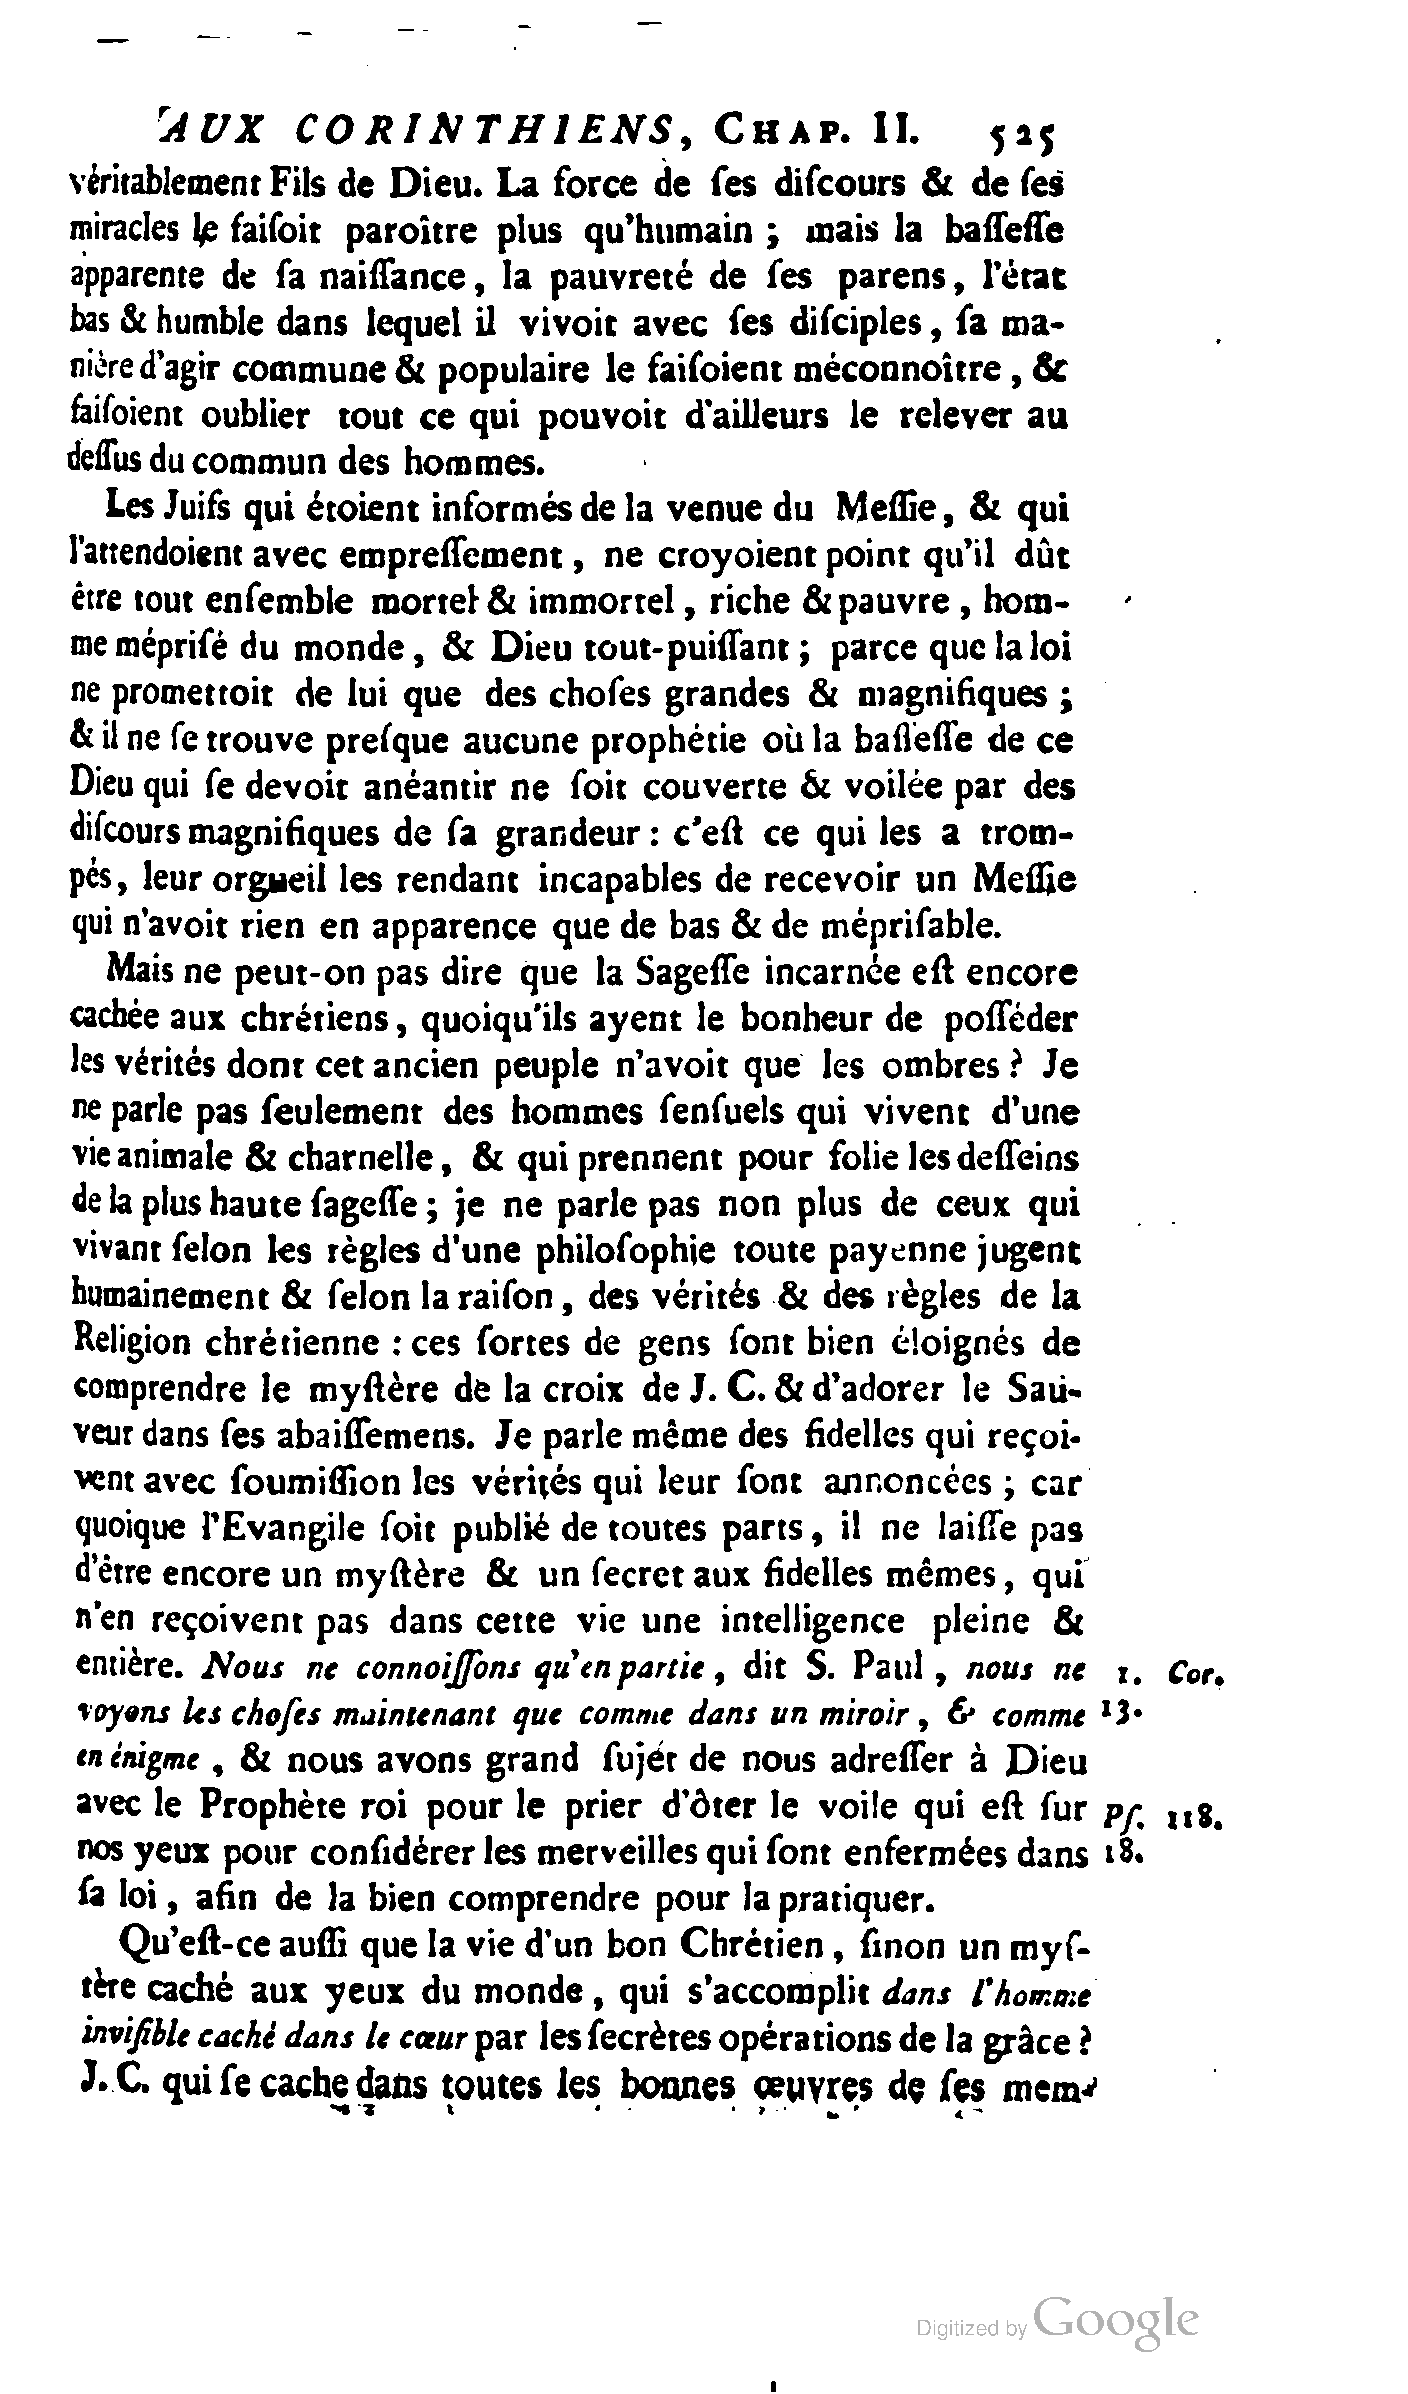 AUX CORINTHIENS, CHAP. II. 525
véritablement Fils de Dieu. La force de ſes diſcours & de ſes
miracles le faiſoit paroître plus qu'humain ; mais la baſſeſſe
apparente de ſa naiſſance, la pauvreté de ſes parens, l'état
bas & humble dans lequel il vivoit avec ſes diſciples, ſa ma-
nière d'agir commune & populaire le faiſoient méconnoître, &
faiſoient oublier tout ce qui pouvoit d'ailleurs le relever au
deſſus du commun des hommes.
Les Juifs qui étoient informés de la venue du Meſſie, & qui
l'attendoient avec empreſſement, ne croyoient point qu'il dût
être tout enſemble mortel & immortel, riche & pauvre, hom-
me mépriſé du monde, & Dieu tout-puiſſant ; parce que la loi
ne promettoit de lui que des choſes grandes & magnifiques ;
& il ne ſe trouve preſque aucune prophétie où la baſſeſſe de ce
Dieu qui ſe devoit anéantir ne ſoit couverte & voilée par des
diſcours magnifiques de ſa grandeur : c'eſt ce qui les a trom-
pés, leur orgueil les rendant incapables de recevoir un Meſſie
qui n'avoit rien en apparence que de bas & de mépriſable.
Mais ne peut-on pas dire que la Sageſſe incarnée eſt encore
cachée aux chrétiens, quoiqu'ils ayent le bonheur de poſſéder
les vérités dont cet ancien peuple n'avoit que les ombres ? Je
ne parle pas ſeulement des hommes ſenſuels qui vivent d'une
vie animale & charnelle, & qui prennent pour folie les deſſeins
de la plus haute ſageſſe ; je ne parle pas non plus de ceux qui
vivant ſelon les règles d'une philoſophie toute payenne jugent
humainement & ſelon la raiſon, des vérités & des règles de la
Religion chrétienne : ces ſortes de gens ſont bien éloignés de
comprendre le myſtère de la croix de J. C. & d'adorer le Sau-
veur dans ſes abaiſſemens. Je parle même des fidelles qui reçoi-
vent avec ſoumiſſion les vérités qui leur ſont annoncées ; car
quoique l'Evangile ſoit publié de toutes parts, il ne laiſſe pas
d'être encore un myſtère & un ſecret aux fidelles mêmes, qui
n'en reçoivent pas dans cette vie une intelligence pleine &
entière. Nous ne connoiſſons qu'en partie, dit S. Paul, nous ne 1. Cor.
voyons les choſes maintenant que comme dans un miroir, & comme 13.
en énigme, & nous avons grand ſujet de nous adreſſer à Dieu
avec le Prophète roi pour le prier d'ôter le voile qui eſt ſur Pſ. 118.
nos yeux pour conſidérer les merveilles qui ſont enfermées dans 18.
ſa loi, afin de la bien comprendre pour la pratiquer.
Qu'eſt-ce auſſi que la vie d'un bon Chrétien, ſinon un myſ-
tère caché aux yeux du monde, qui s'accomplit dans l'homme
inviſible caché dans le cœur par les ſecrètes opérations de la grâce ?
J. C. qui ſe cache dans toutes les bonnes œuvres de ſes mem-
Digitized by Google